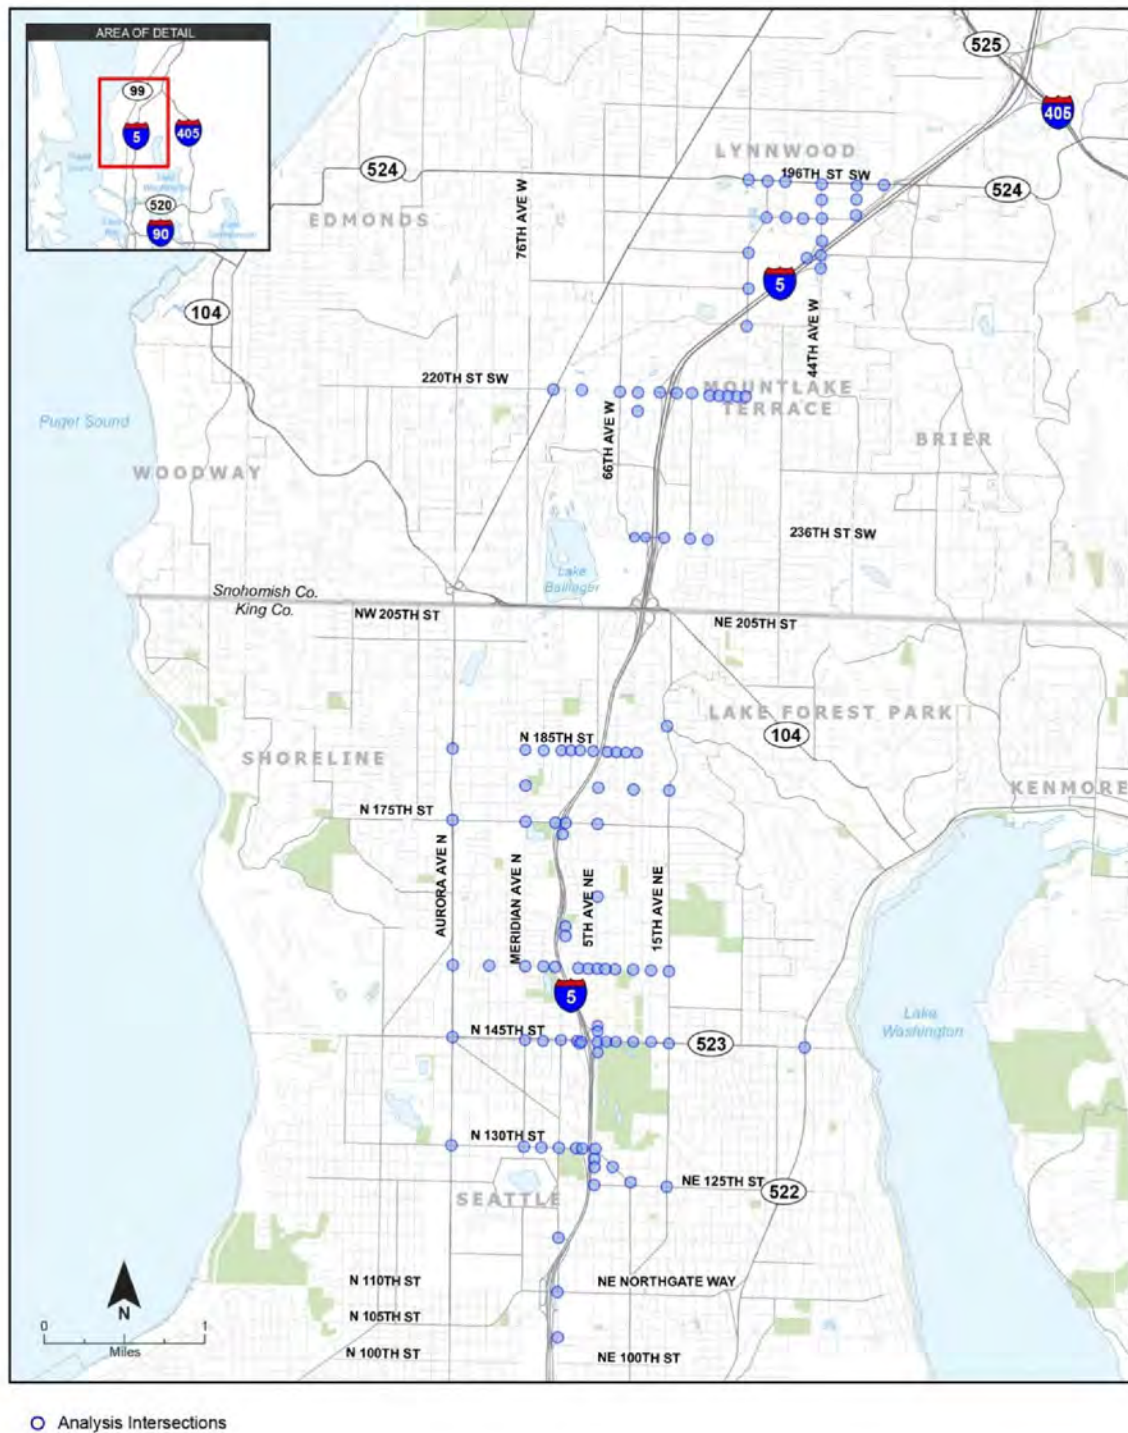 AREA OF DETAIL
99
5
405
520
90
525
405
LYNNWOOD
196TH ST SW
524
524
EDMONDS
76TH AVE W
5
104
44TH AVE W
220TH ST SW
MOUNTLAKE
TERRACE
66TH AVE W
Puget Sound
BRIER
WOODWAY
236TH ST SW
Lake
Ballinger
Snohomish Co.
King Co.
NW 205TH ST
NE 205TH ST
LAKE FOREST PARK
104
N 185TH ST
SHORELINE
KENMORE
N 175TH ST
AURORA AVE N
MERIDIAN AVE N
5TH AVE NE
15TH AVE NE
5
Lake
Washington
N 145TH ST
523
N 130TH ST
NE 125TH ST
522
SEATTLE
N 110TH ST
NE NORTHGATE WAY
N
N 105TH ST
0
1
Miles
N 100TH ST
NE 100TH ST
Analysis Intersections